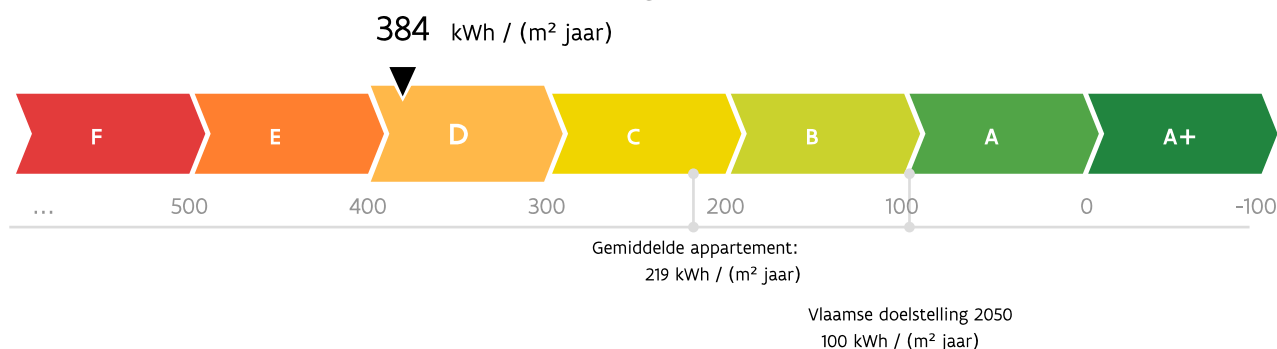 384 kWh / (m² jaar)
F E D C B A A+
... 500 400 300 200 100 0 -100
Gemiddelde appartement:
219 kWh / (m² jaar)
Vlaamse doelstelling 2050
100 kWh / (m² jaar)